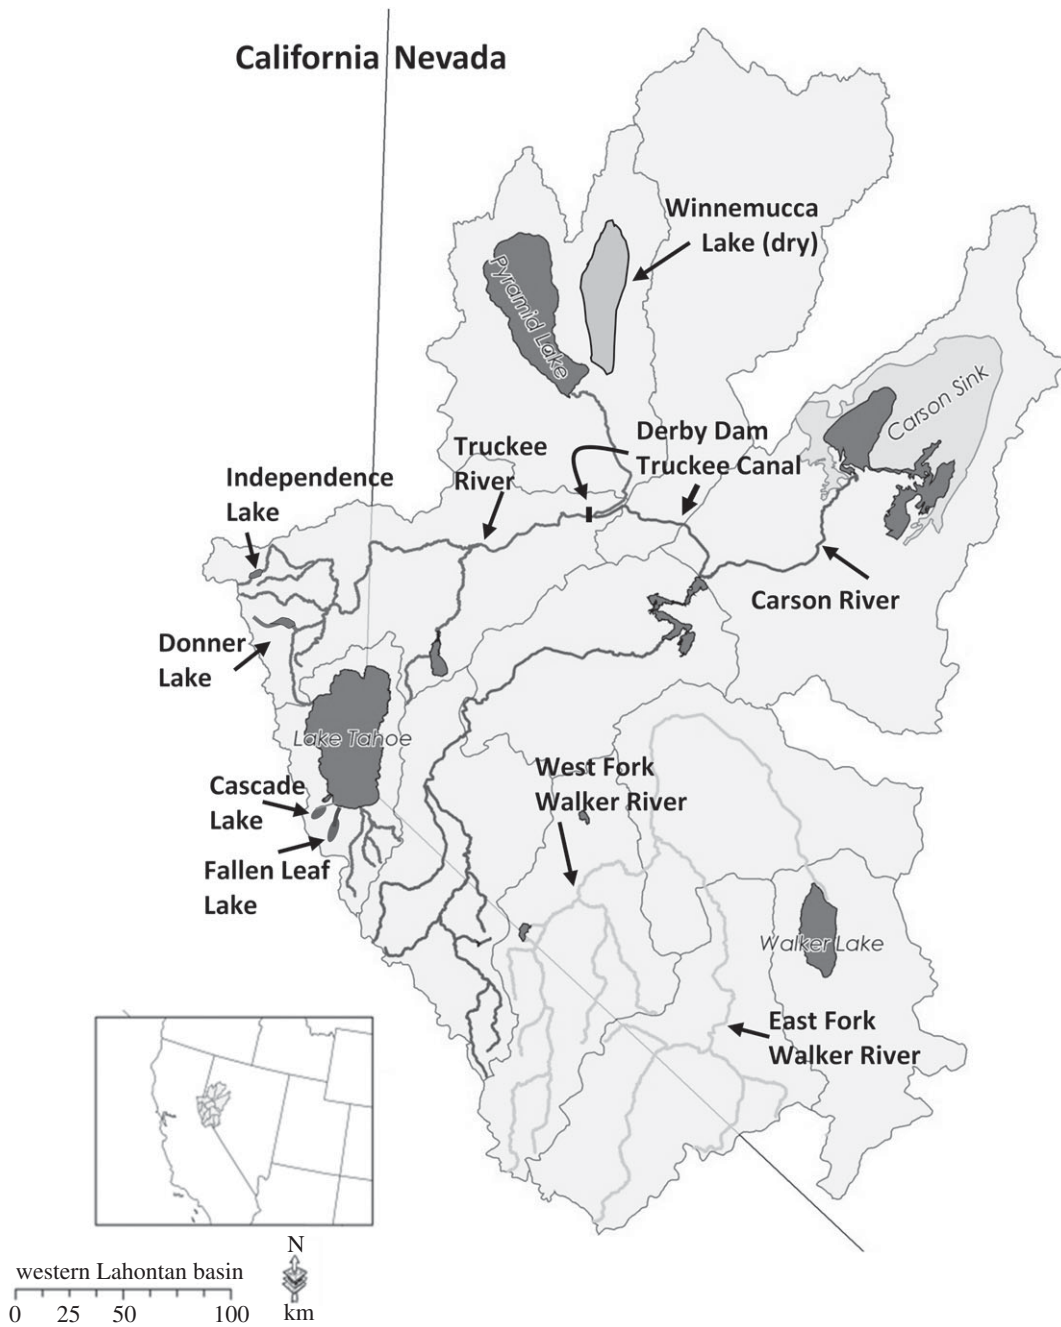 California Nevada
Winnemucca
Lake (dry)
Pyramid Lake
Carson Sink
Derby Dam
Truckee Canal
Truckee
River
Independence
Lake
Carson River
Donner
Lake
Lake Tahoe
West Fork
Walker River
Cascade
Lake
Fallen Leaf
Lake
Walker Lake
East Fork
Walker River
N
western Lahontan basin
km
0 25 50 100